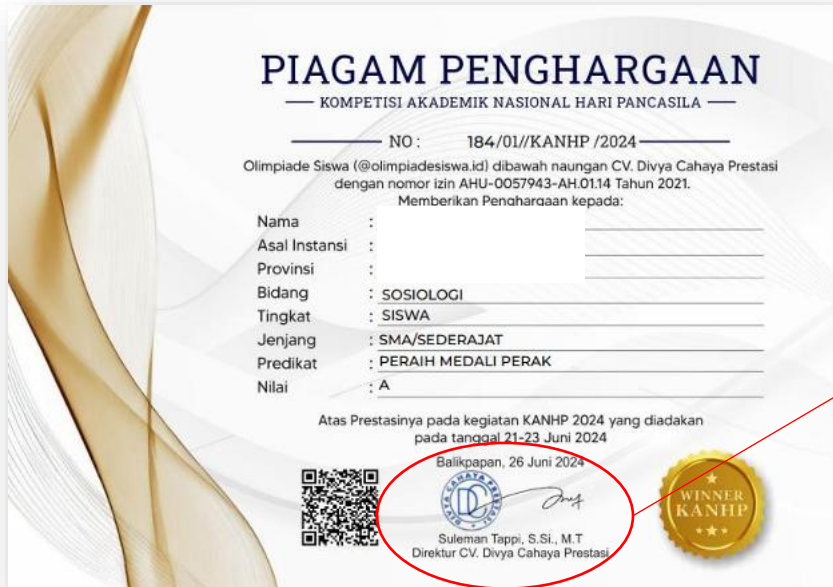 PIAGAM PENGHARGAAN
KOMPETISI AKADEMIK NASIONAL HARI PANCASILA
NO : 184/01//KANHP /2024
Olimpiade Siswa (@olimpiadesiswa.id) dibawah naungan CV. Divya Cahaya Prestasi
dengan nomor izin AHU-0057943-AH.01.14 Tahun 2021.
Memberikan Penghargaan kepada:
Nama :
Asal Instansi :
Provinsi :
Bidang : SOSIOLOGI
Tingkat : SISWA
Jenjang : SMA/SEDERAJAT
Predikat : PERAIH MEDALI PERAK
Nilai : A
Atas Prestasinya pada kegiatan KANHP 2024 yang diadakan
pada tanggal 21-23 Juni 2024
Balikpapan, 26 Juni 2024
DIVYA CAHAYA PRESTASI
DC
Suleman Tappi, S.Si., M.T
Direktur CV. Divya Cahaya Prestasi
WINNER
KANHP